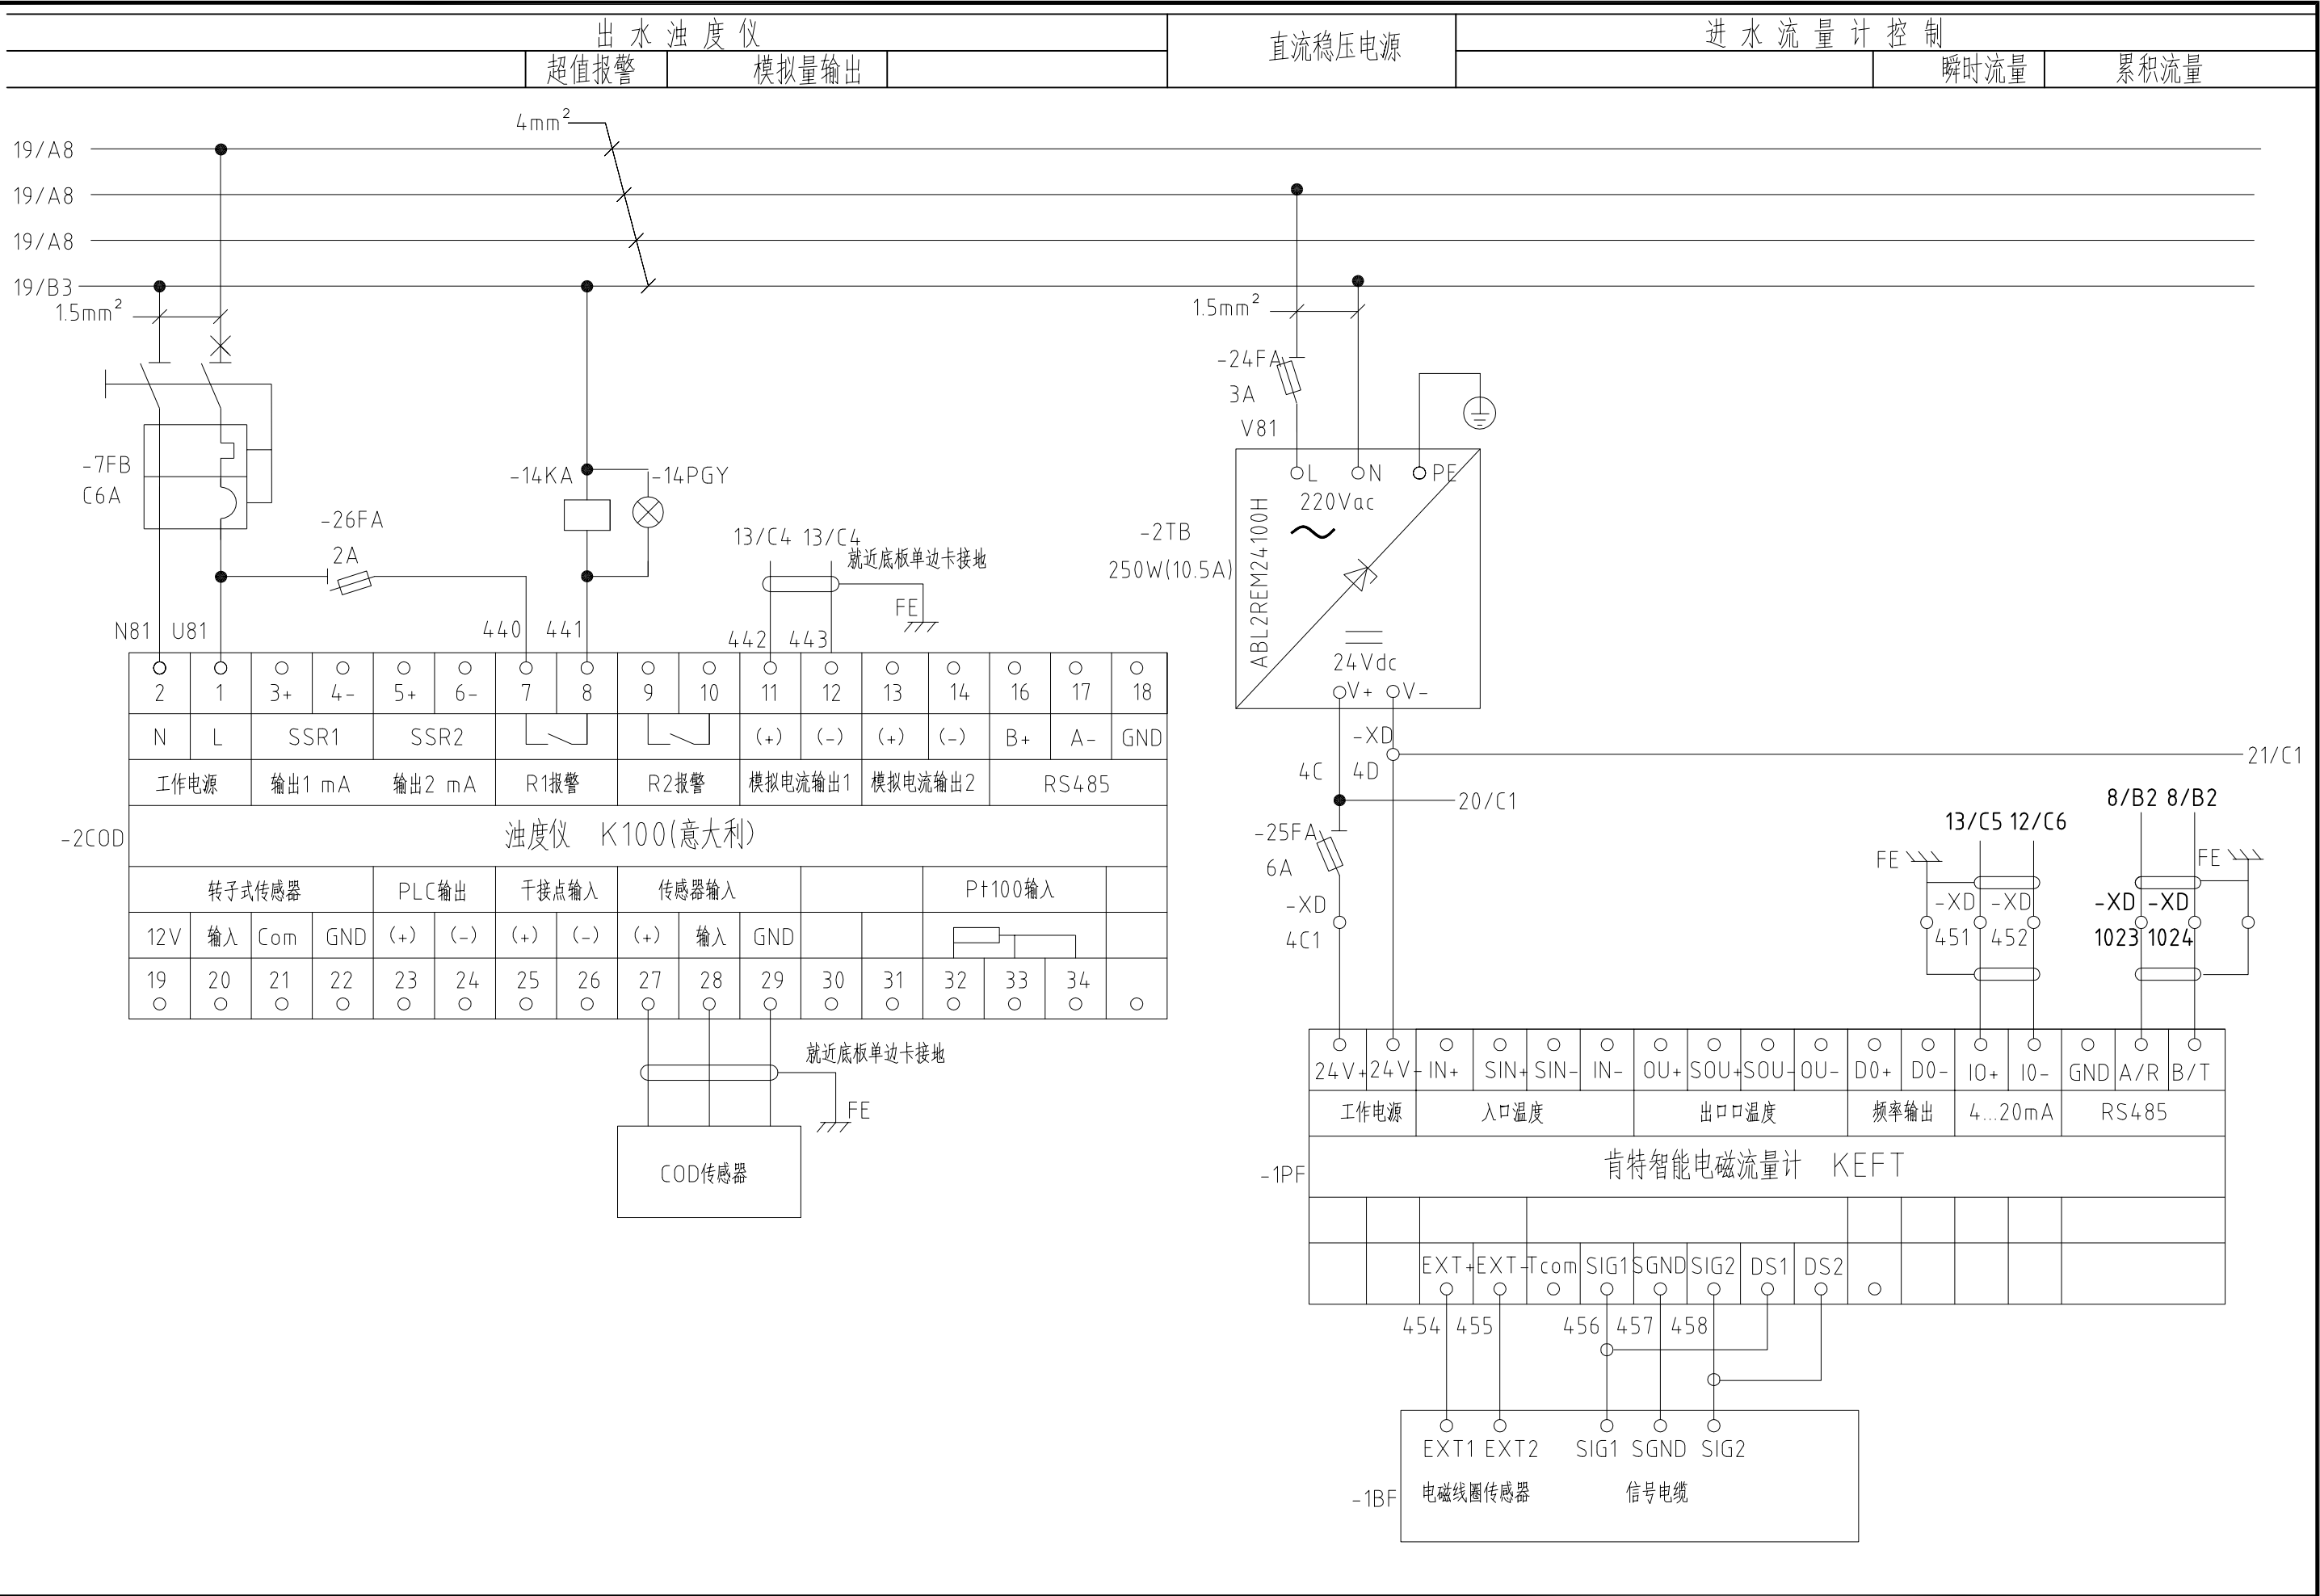 出水浊度仪 直流稳压电源 进水流量计控制
超值报警 模拟量输出 瞬时流量 累积流量
4mm²
19/A8
19/A8
19/A8
19/B3
1.5mm² 1.5mm²
-24FA
3A
V81
-7FB
C6A
-26FA
2A
-14KA -14PGY
13/C4 13/C4
就近底板单边卡接地
FE
N81 U81 440 441 442 443
L N PE
220Vac
-2TB
250W(10.5A)
ABL2REM24100H
24Vdc
V+ V-
2 1 3+ 4- 5+ 6- 7 8 9 10 11 12 13 14 16 17 18
N L SSR1 SSR2 (+) (-) (+) (-) B+ A- GND
工作电源 输出1 mA 输出2 mA R1报警 R2报警 模拟电流输出1 模拟电流输出2 RS485
-2COD 浊度仪 K100(意大利)
转子式传感器 PLC输出 干接点输入 传感器输入 Pt100输入
12V 输入 Com GND (+) (-) (+) (-) (+) 输入 GND
19 20 21 22 23 24 25 26 27 28 29 30 31 32 33 34
就近底板单边卡接地
FE
COD传感器
-XD
4C 4D
21/C1
20/C1
-25FA
6A
-XD
4C1
13/C5 12/C6 8/B2 8/B2
FE FE
-XD -XD -XD -XD
451 452 1023 1024
24V+ 24V- IN+ SIN+ SIN- IN- OU+ SOU+ SOU- OU- D0+ D0- IO+ I0- GND A/R B/T
工作电源 入口温度 出口口温度 频率输出 4...20mA RS485
-1PF 肯特智能电磁流量计 KEFT
EXT+ EXT- Tcom SIG1 SGND SIG2 DS1 DS2
454 455 456 457 458
EXT1 EXT2 SIG1 SGND SIG2
-1BF 电磁线圈传感器 信号电缆